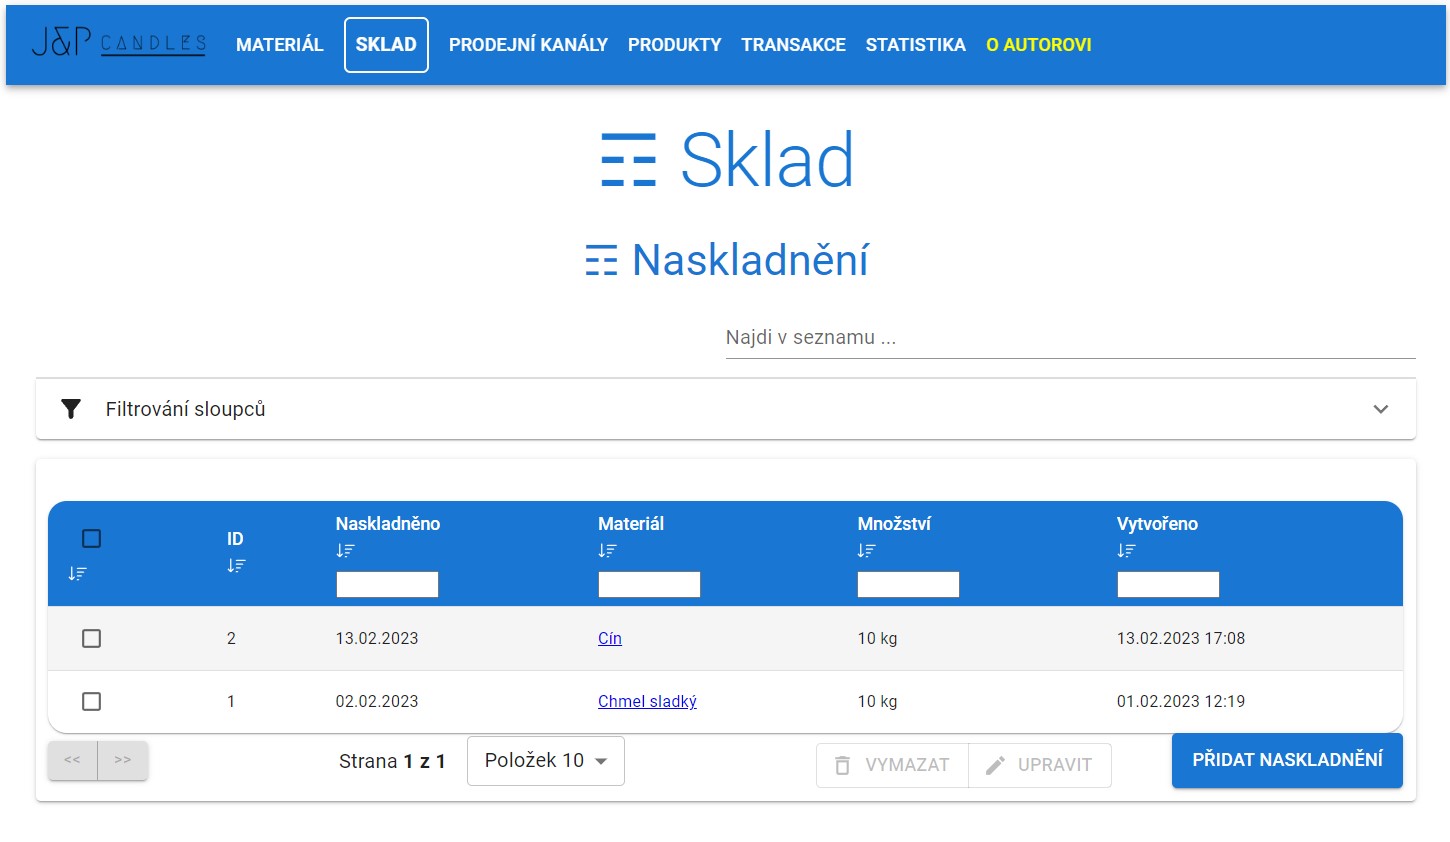 J&P CANDLES MATERIÁL SKLAD PRODEJNÍ KANÁLY PRODUKTY TRANSAKCE STATISTIKA O AUTOROVI
Sklad
Naskladnění
Najdi v seznamu ...
Filtrování sloupců
ID Naskladněno Materiál Množství Vytvořeno
2 13.02.2023 Cín 10 kg 13.02.2023 17:08
1 02.02.2023 Chmel sladký 10 kg 01.02.2023 12:19
<< >> Strana 1 z 1 Položek 10 VYMAZAT UPRAVIT PŘIDAT NASKLADNĚNÍ